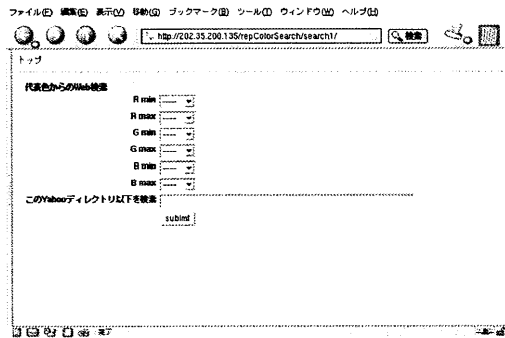 ファイル(F) 編集(E) 表示(V) 移動(G) ブックマーク(B) ツール(T) ウィンドウ(W) ヘルプ(H)
http://202.35.200.135/repColorSearch/search1/ 検索
トップ
代表色からのWeb検索
R min ----
R max ----
G min ----
G max ----
B min ----
B max ----
このYahooディレクトリ以下を検索
submit
完了